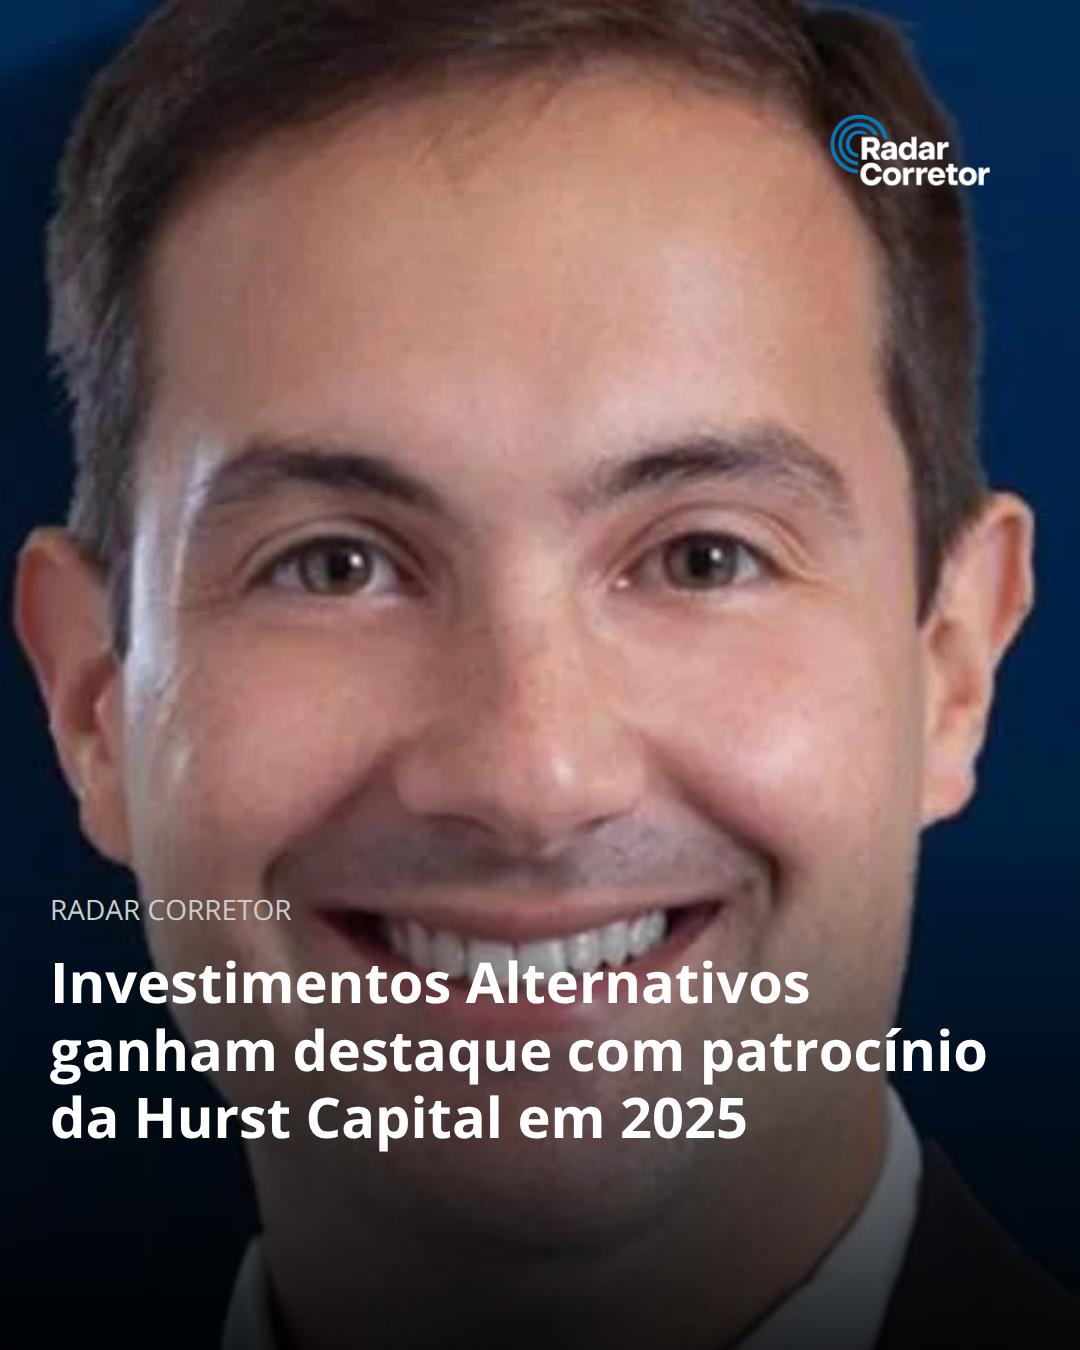 Radar
Corretor
RADAR CORRETOR
Investimentos Alternativos
ganham destaque com patrocínio
da Hurst Capital em 2025